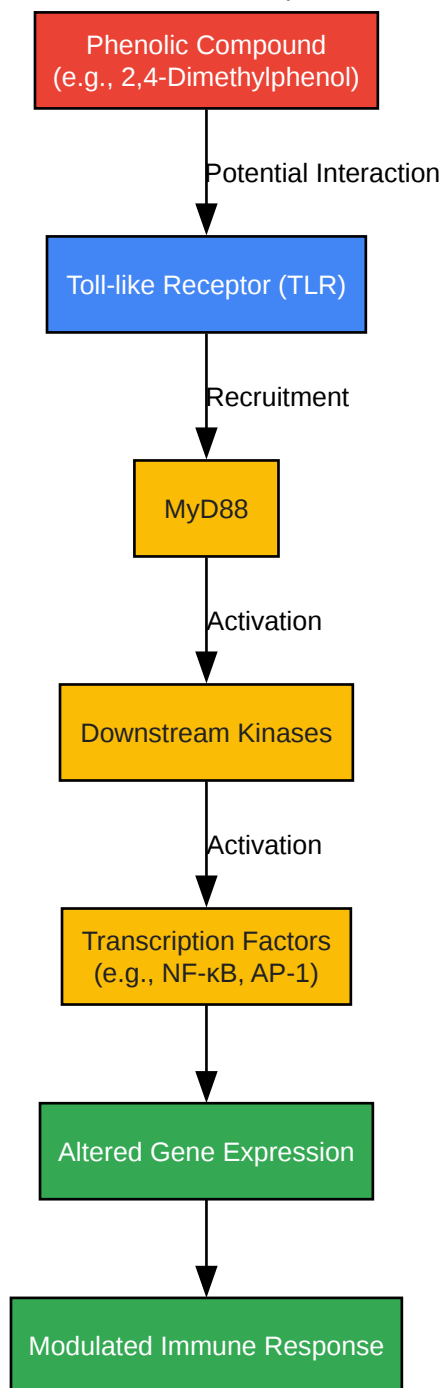 Phenolic Compound
(e.g., 2,4-Dimethylphenol)
Potential Interaction
Toll-like Receptor (TLR)
Recruitment
MyD88
Activation
Downstream Kinases
Activation
Transcription Factors
(e.g., NF-κB, AP-1)
Altered Gene Expression
Modulated Immune Response